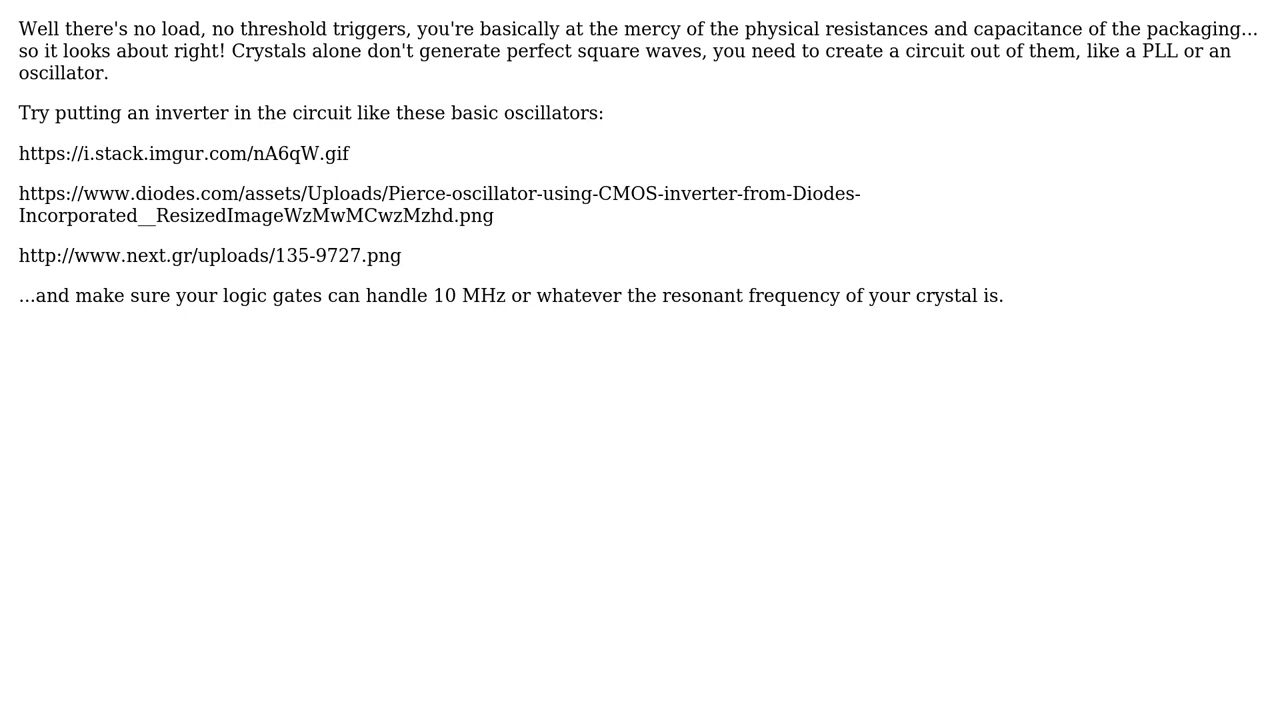 Well there's no load, no threshold triggers, you're basically at the mercy of the physical resistances and capacitance of the packaging...
so it looks about right! Crystals alone don't generate perfect square waves, you need to create a circuit out of them, like a PLL or an
oscillator.
Try putting an inverter in the circuit like these basic oscillators:
https://i.stack.imgur.com/nA6qW.gif
https://www.diodes.com/assets/Uploads/Pierce-oscillator-using-CMOS-inverter-from-Diodes-
Incorporated__ResizedImageWzMwMCwzMzhd.png
http://www.next.gr/uploads/135-9727.png
...and make sure your logic gates can handle 10 MHz or whatever the resonant frequency of your crystal is.